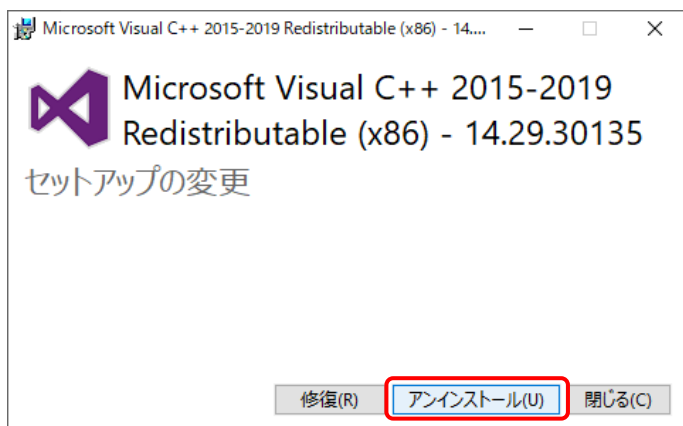 Microsoft Visual C++ 2015-2019 Redistributable (x86) - 14....
Microsoft Visual C++ 2015-2019
Redistributable (x86) - 14.29.30135
セットアップの変更
修復(R) アンインストール(U) 閉じる(C)